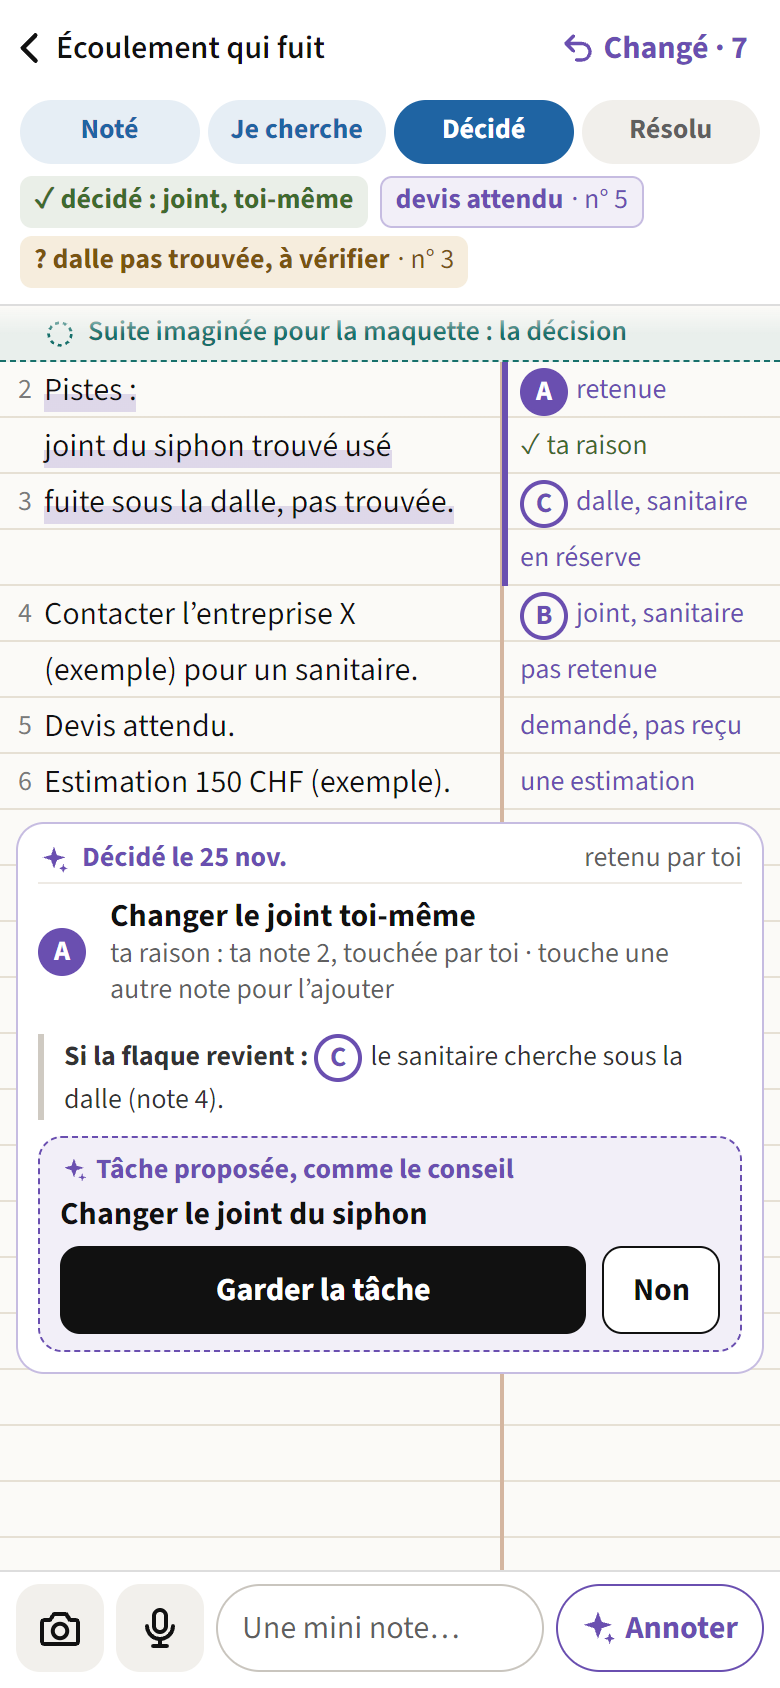 Écoulement qui fuit
Changé · 7
Noté
Je cherche
Décidé
Résolu
✓ décidé : joint, toi-même
devis attendu · n° 5
? dalle pas trouvée, à vérifier · n° 3
Suite imaginée pour la maquette : la décision
2 Pistes :
A retenue
joint du siphon trouvé usé
✓ ta raison
3 fuite sous la dalle, pas trouvée.
C dalle, sanitaire
en réserve
4 Contacter l’entreprise X
B joint, sanitaire
(exemple) pour un sanitaire.
pas retenue
5 Devis attendu.
demandé, pas reçu
6 Estimation 150 CHF (exemple).
une estimation
Décidé le 25 nov.
retenu par toi
A
Changer le joint toi-même
ta raison : ta note 2, touchée par toi · touche une
autre note pour l’ajouter
Si la flaque revient : C le sanitaire cherche sous la
dalle (note 4).
Tâche proposée, comme le conseil
Changer le joint du siphon
Garder la tâche
Non
Une mini note…
Annoter